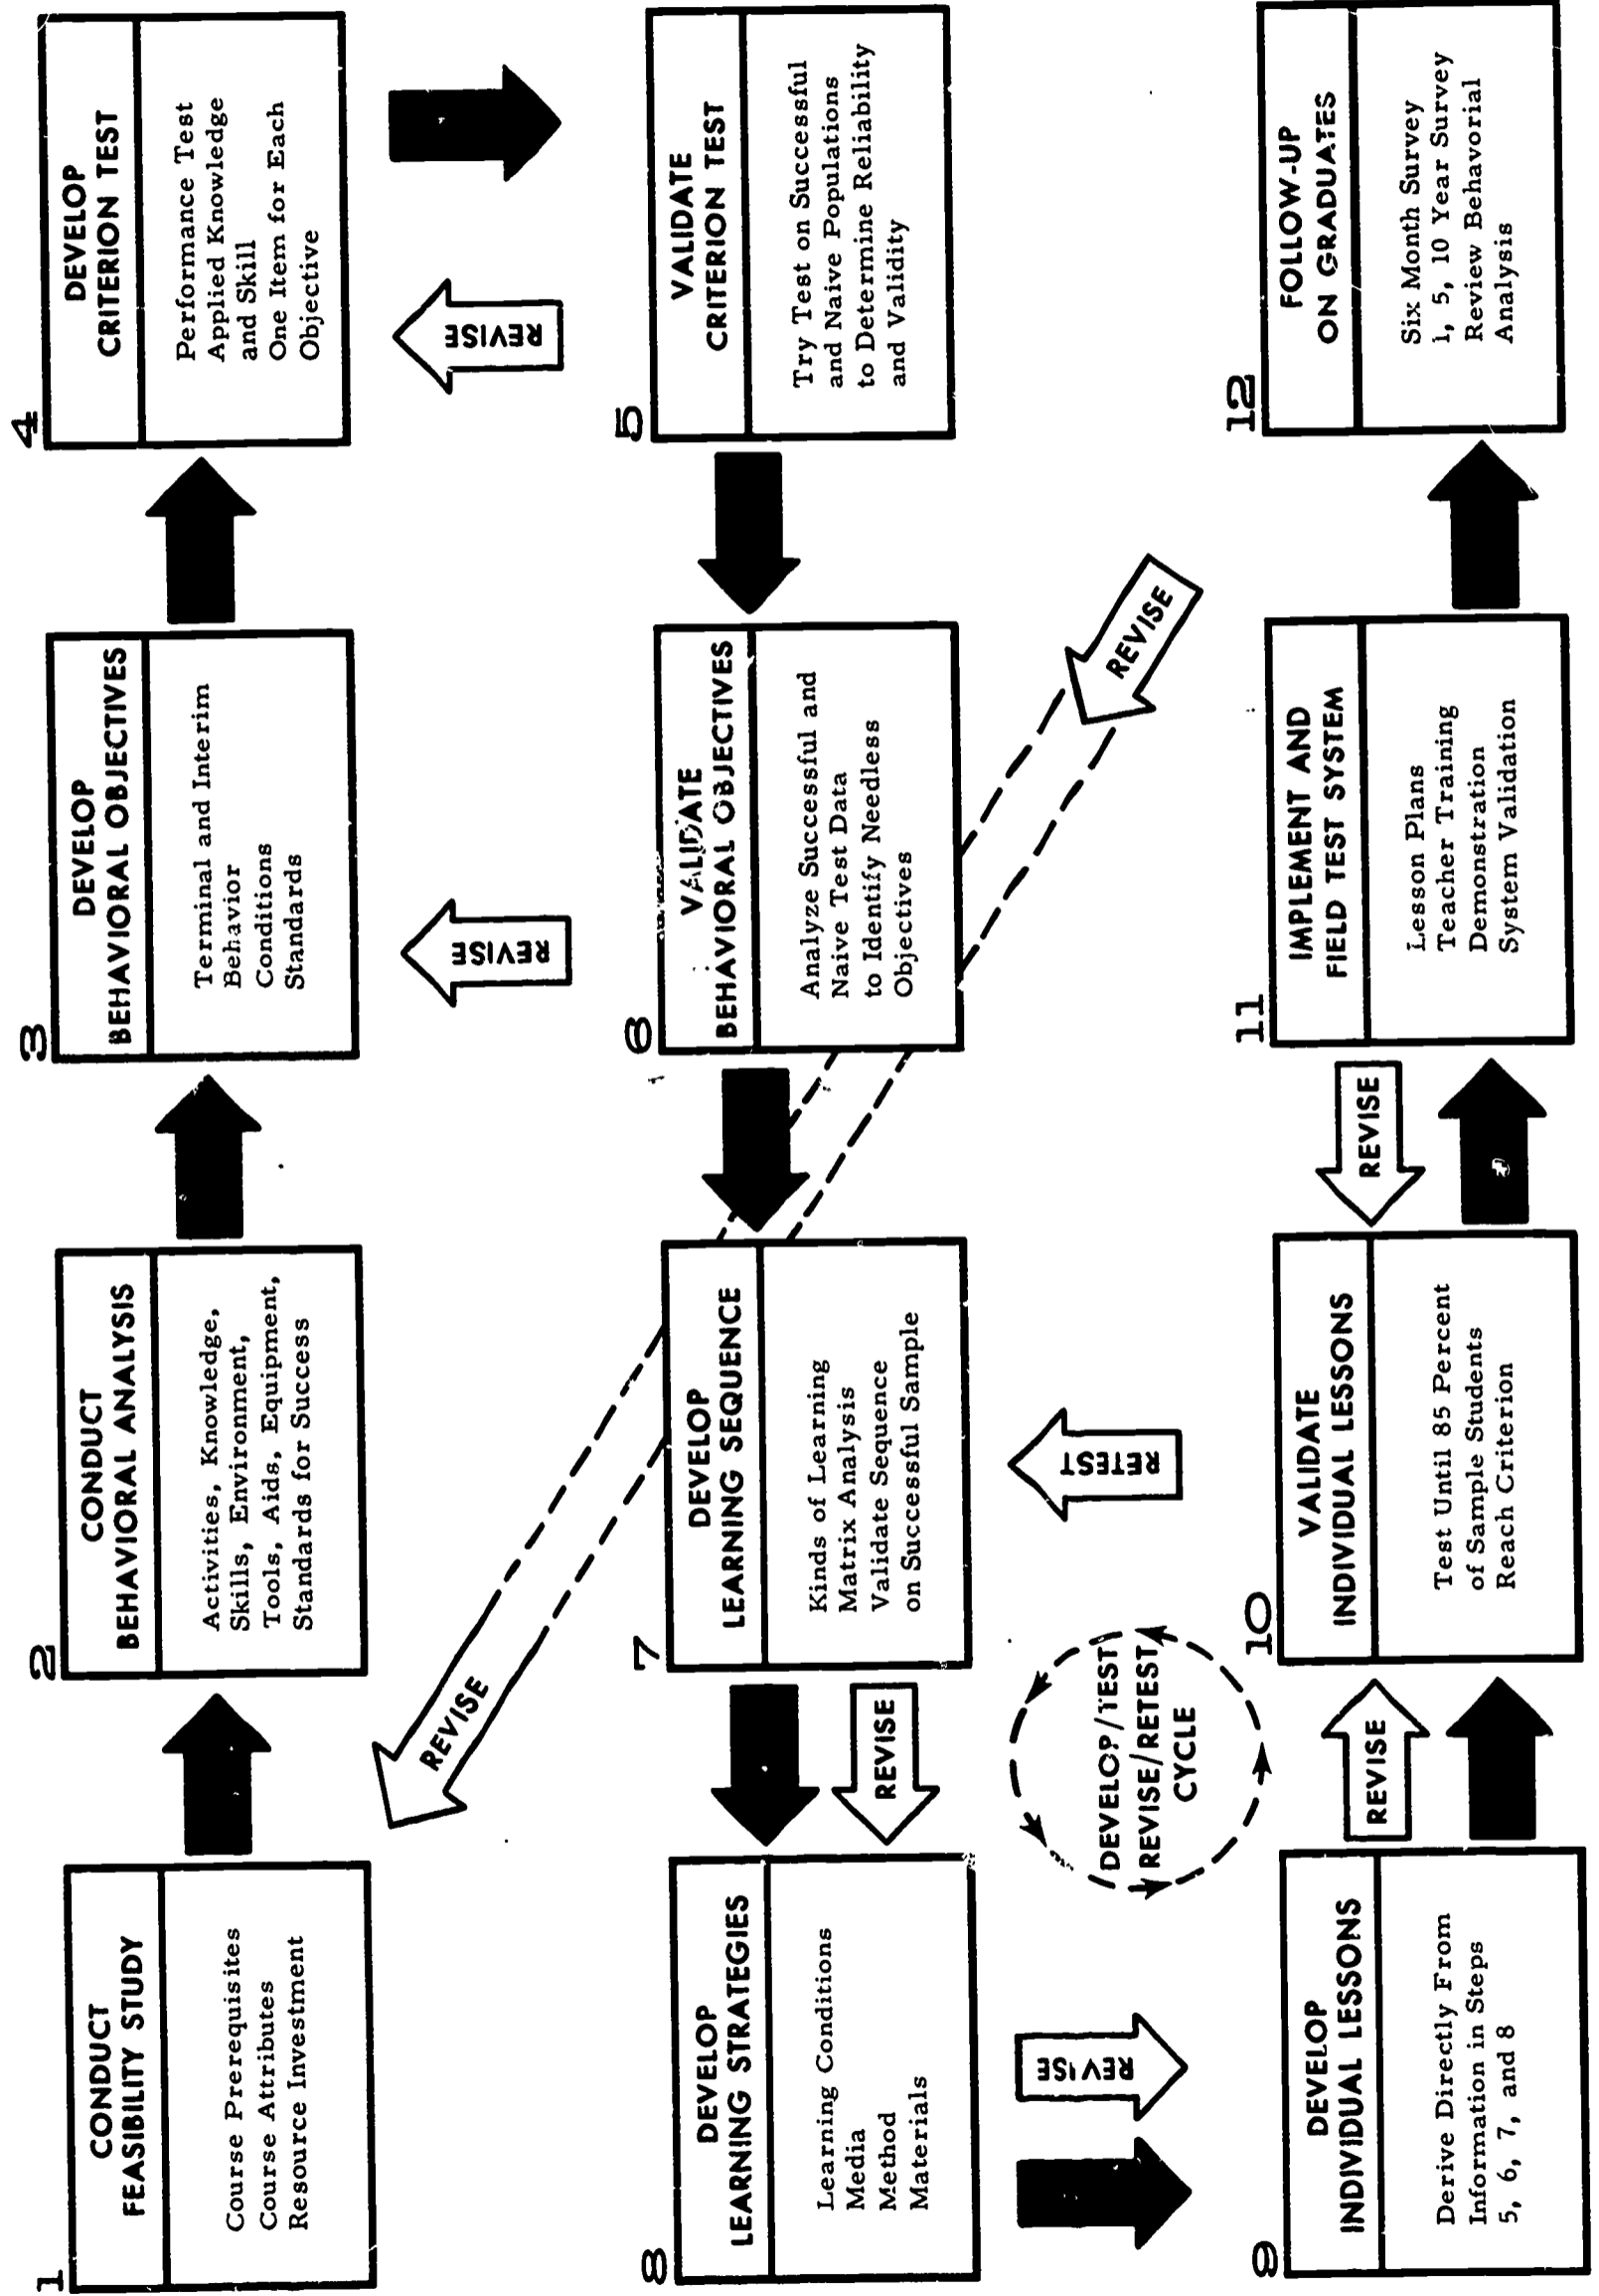 1
CONDUCT
FEASIBILITY STUDY
Course Prerequisites
Course Attributes
Resource Investment
2
CONDUCT
BEHAVIORAL ANALYSIS
Activities, Knowledge,
Skills, Environment,
Tools, Aids, Equipment,
Standards for Success
3
DEVELOP
BEHAVIORAL OBJECTIVES
Terminal and Interim
Behavior
Conditions
Standards
4
DEVELOP
CRITERION TEST
Performance Test
Applied Knowledge
and Skill
One Item for Each
Objective
REVISE
REVISE
REVISE
5
VALIDATE
CRITERION TEST
Try Test on Successful
and Naive Populations
to Determine Reliability
and Validity
6
VALIDATE
BEHAVIORAL OBJECTIVES
Analyze Successful and
Naive Test Data
to Identify Needless
Objectives
7
DEVELOP
LEARNING SEQUENCE
Kinds of Learning
Matrix Analysis
Validate Sequence
on Successful Sample
REVISE
8
DEVELOP
LEARNING STRATEGIES
Learning Conditions
Media
Method
Materials
REVISE
DEVELOP/TEST
REVISE/RETEST
CYCLE
RETEST
REVISE
9
DEVELOP
INDIVIDUAL LESSONS
Derive Directly From
Information in Steps
5, 6, 7, and 8
REVISE
10
VALIDATE
INDIVIDUAL LESSONS
Test Until 85 Percent
of Sample Students
Reach Criterion
REVISE
11
IMPLEMENT AND
FIELD TEST SYSTEM
Lesson Plans
Teacher Training
Demonstration
System Validation
12
FOLLOW-UP
ON GRADUATES
Six Month Survey
1, 5, 10 Year Survey
Review Behavorial
Analysis